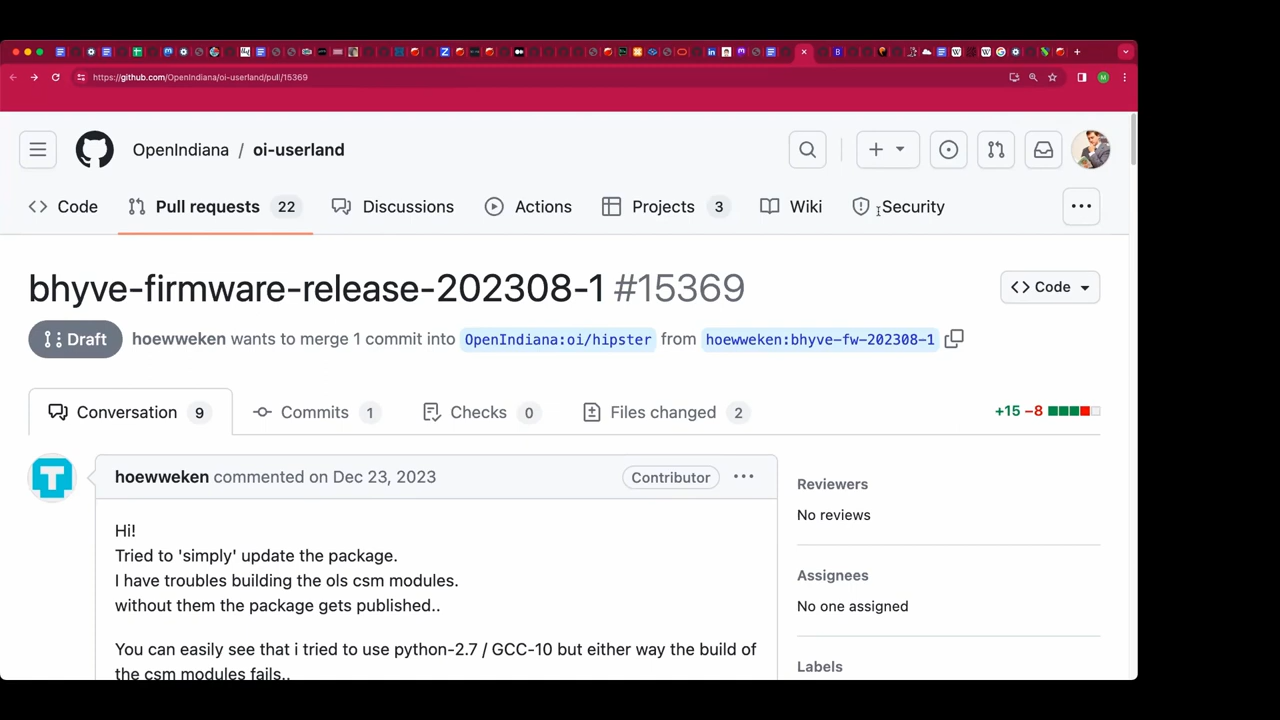 https://github.com/OpenIndiana/oi-userland/pull/15369
OpenIndiana / oi-userland
Code
Pull requests 22
Discussions
Actions
Projects 3
Wiki
Security
bhyve-firmware-release-202308-1 #15369
Code
Draft
hoewweken wants to merge 1 commit into OpenIndiana:oi/hipster from hoewweken:bhyve-fw-202308-1
Conversation 9
Commits 1
Checks 0
Files changed 2
+15 −8
hoewweken commented on Dec 23, 2023
Contributor
Hi!
Tried to 'simply' update the package.
I have troubles building the ols csm modules.
without them the package gets published..
You can easily see that i tried to use python-2.7 / GCC-10 but either way the build of
the csm modules fails..
Reviewers
No reviews
Assignees
No one assigned
Labels